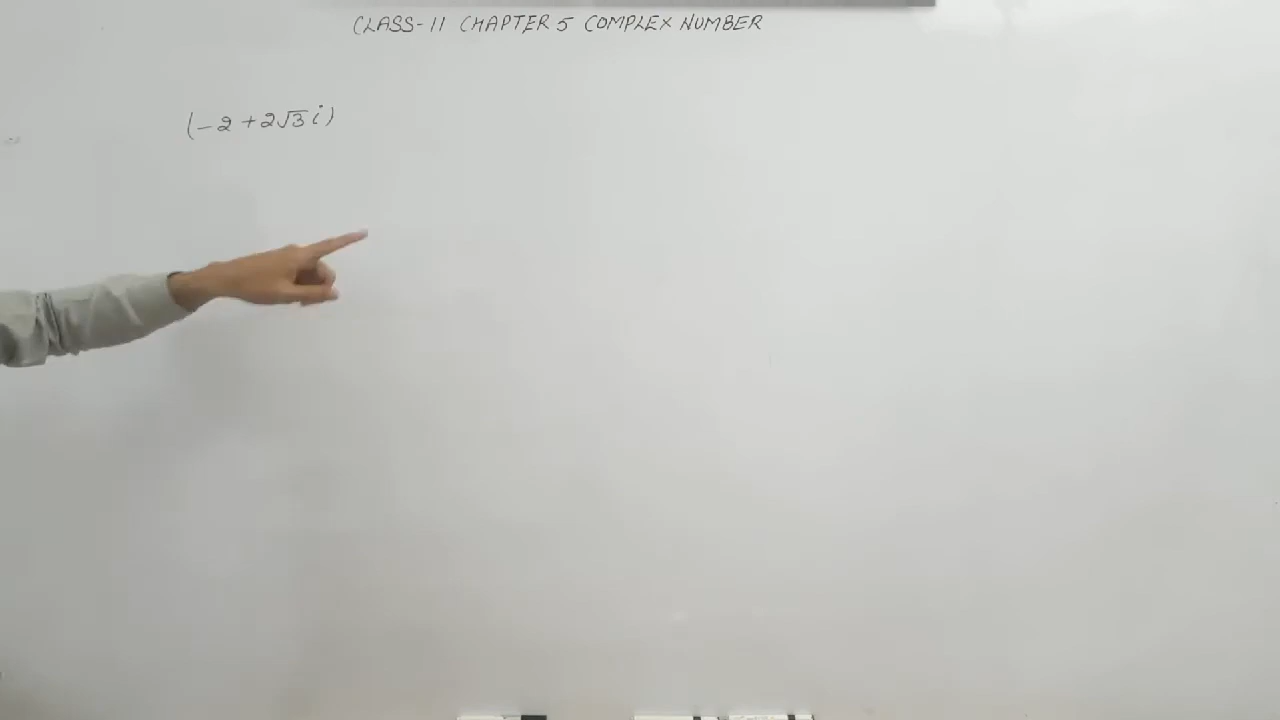 CLASS-11 CHAPTER 5 COMPLEX NUMBER
(-2+2√3i)